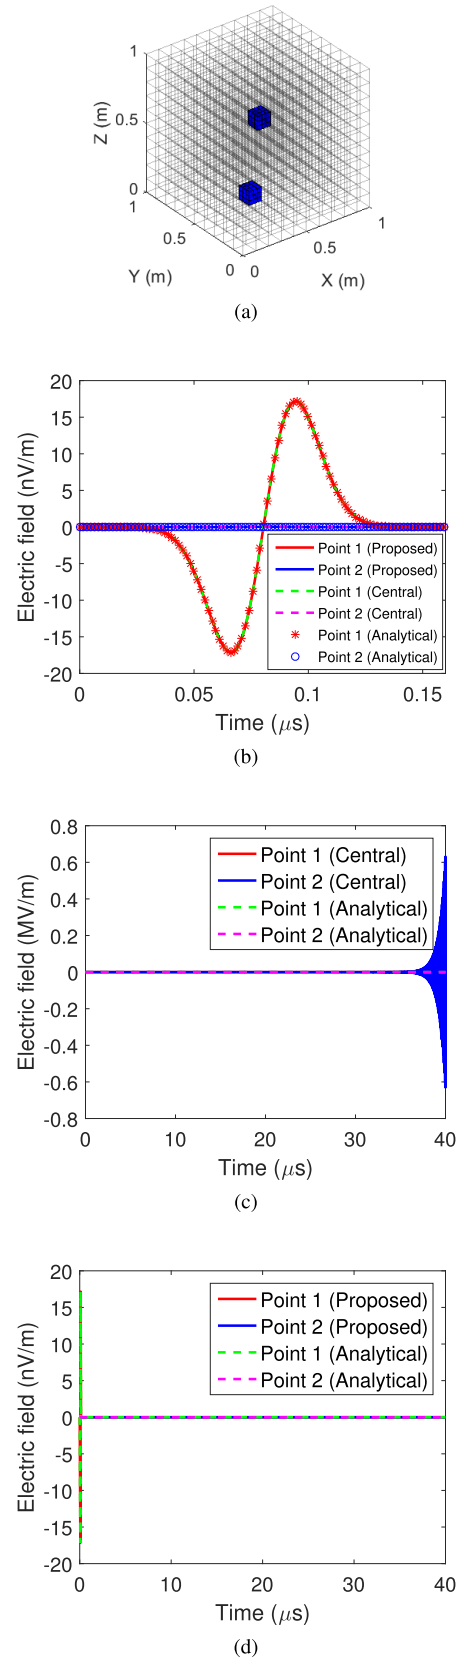 1
0.5
0
1
0.5
0
0
0.5
1
Z (m)
Y (m)
X (m)
(a)
20
15
10
5
0
-5
-10
-15
-20
Electric field (nV/m)
Point 1 (Proposed)
Point 2 (Proposed)
Point 1 (Central)
Point 2 (Central)
Point 1 (Analytical)
Point 2 (Analytical)
0 0.05 0.1 0.15
Time (μs)
(b)
0.8
0.6
0.4
0.2
0
-0.2
-0.4
-0.6
-0.8
Electric field (MV/m)
Point 1 (Central)
Point 2 (Central)
Point 1 (Analytical)
Point 2 (Analytical)
0 10 20 30 40
Time (μs)
(c)
20
15
10
5
0
-5
-10
-15
-20
Electric field (nV/m)
Point 1 (Proposed)
Point 2 (Proposed)
Point 1 (Analytical)
Point 2 (Analytical)
0 10 20 30 40
Time (μs)
(d)